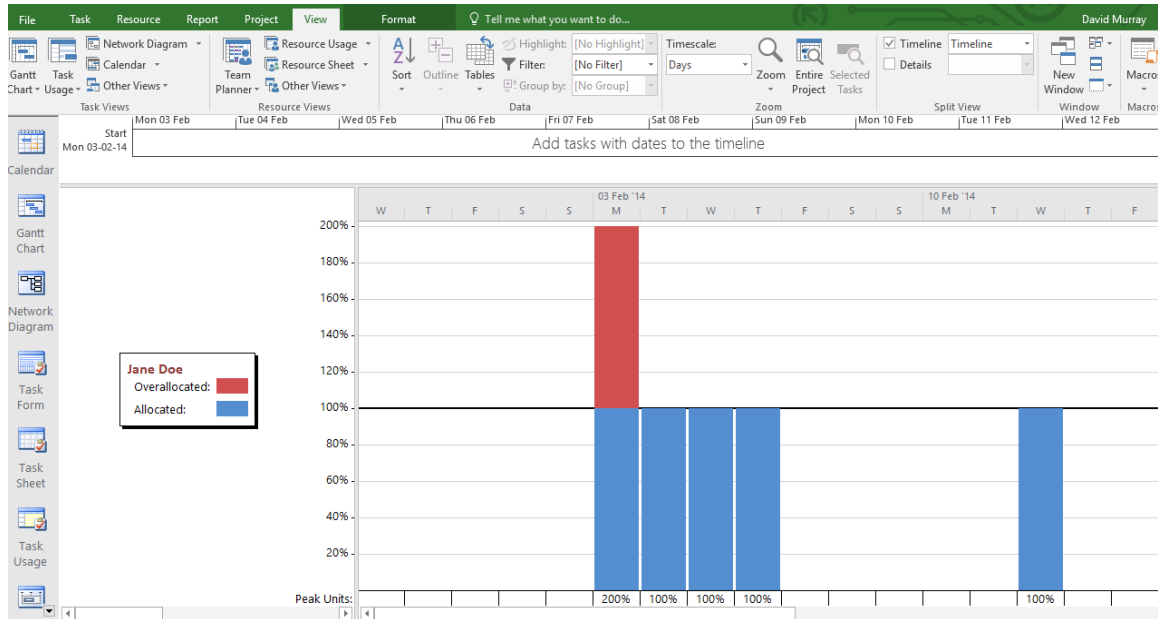 File Task Resource Report Project View Format Tell me what you want to do... David Murray
Gantt Chart
Task Usage
Network Diagram
Calendar
Other Views
Task Views
Team Planner
Resource Usage
Resource Sheet
Other Views
Resource Views
Sort
Outline
Tables
Highlight: [No Highlight]
Filter: [No Filter]
Group by: [No Group]
Data
Timescale:
Days
Zoom
Entire Project
Selected Tasks
Zoom
Timeline Timeline
Details
Split View
New Window
Window
Macros
Macros
Mon 03 Feb Tue 04 Feb Wed 05 Feb Thu 06 Feb Fri 07 Feb Sat 08 Feb Sun 09 Feb Mon 10 Feb Tue 11 Feb Wed 12 Feb
Start
Mon 03-02-14
Add tasks with dates to the timeline
Calendar
Gantt
Chart
Network
Diagram
Task
Form
Task
Sheet
Task
Usage
03 Feb '14 10 Feb '14
W T F S S M T W T F S S M T W T F
200%
180%
160%
140%
120%
100%
80%
60%
40%
20%
Jane Doe
Overallocated:
Allocated:
Peak Units: 200% 100% 100% 100% 100%